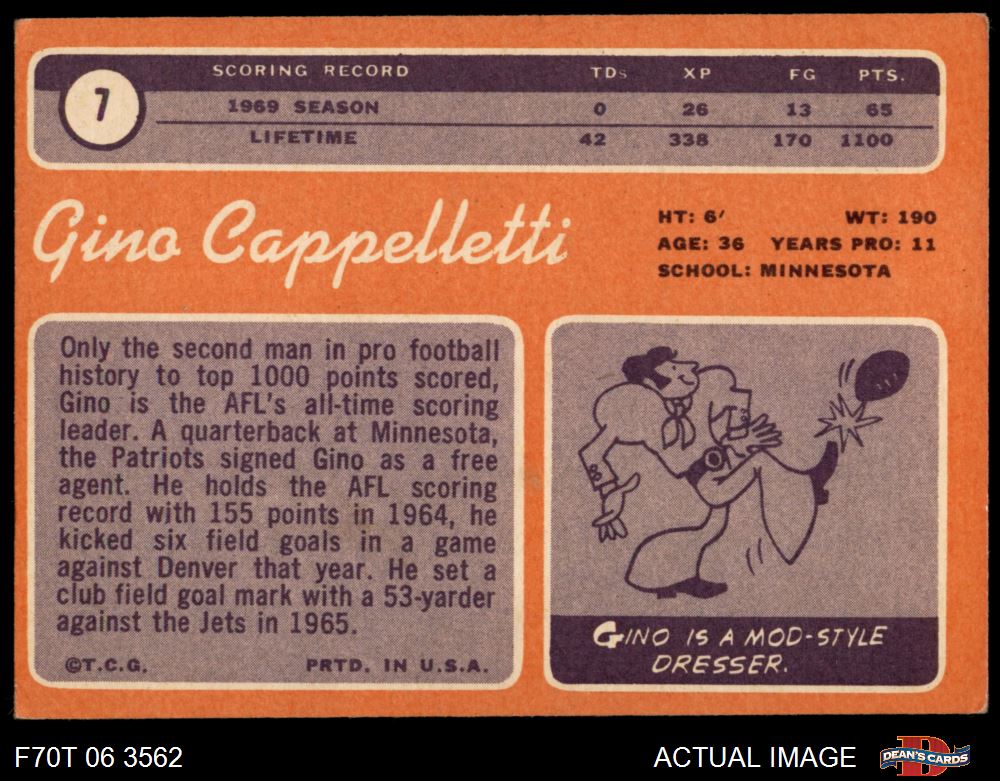 7
SCORING RECORD TDs XP FG PTS.
1969 SEASON 0 26 13 65
LIFETIME 42 338 170 1100
Gino Cappelletti
HT: 6′ WT: 190
AGE: 36 YEARS PRO: 11
SCHOOL: MINNESOTA
Only the second man in pro football
history to top 1000 points scored,
Gino is the AFL's all-time scoring
leader. A quarterback at Minnesota,
the Patriots signed Gino as a free
agent. He holds the AFL scoring
record with 155 points in 1964, he
kicked six field goals in a game
against Denver that year. He set a
club field goal mark with a 53-yarder
against the Jets in 1965.
©T.C.G. PRTD. IN U.S.A.
GINO IS A MOD-STYLE
DRESSER.
F70T 06 3562
ACTUAL IMAGE
DEAN'S CARDS